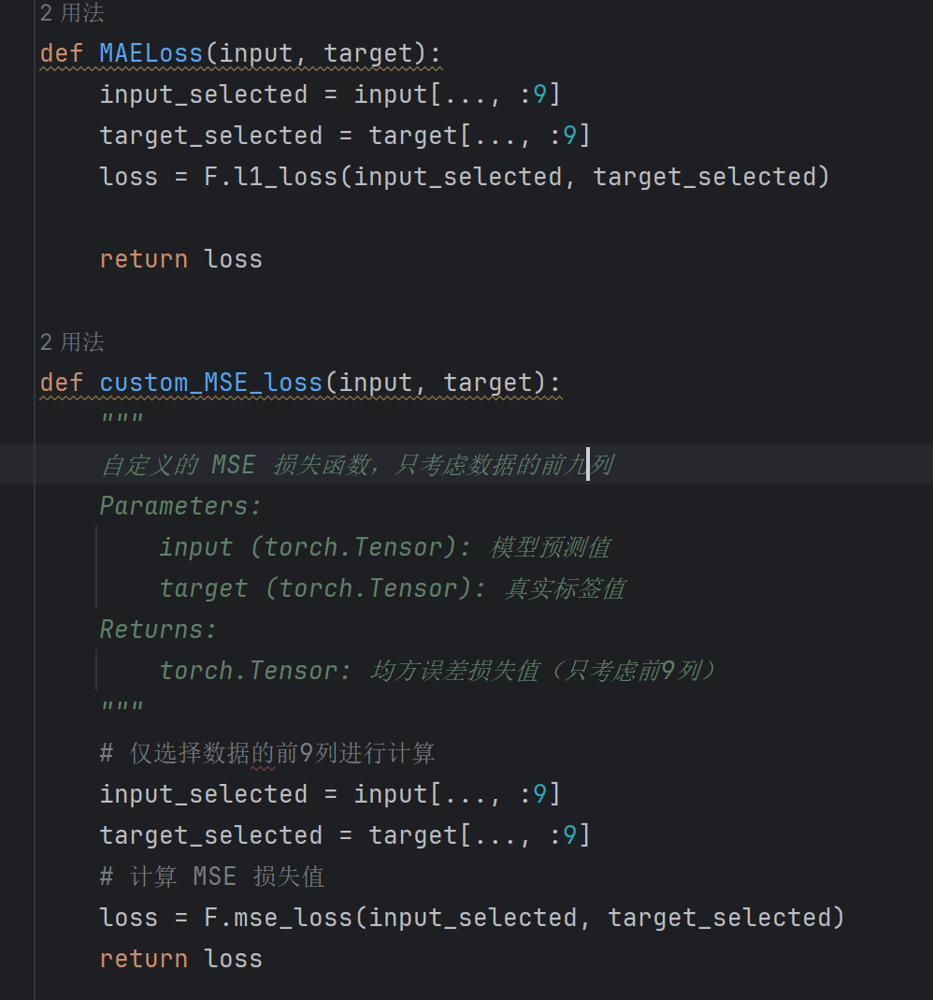 2 用法
def MAELoss(input, target):
    input_selected = input[..., :9]
    target_selected = target[..., :9]
    loss = F.l1_loss(input_selected, target_selected)
    return loss
2 用法
def custom_MSE_loss(input, target):
    """
    自定义的 MSE 损失函数，只考虑数据的前九列
    Parameters:
        input (torch.Tensor): 模型预测值
        target (torch.Tensor): 真实标签值
    Returns:
        torch.Tensor: 均方误差损失值（只考虑前9列）
    """
    # 仅选择数据的前9列进行计算
    input_selected = input[..., :9]
    target_selected = target[..., :9]
    # 计算 MSE 损失值
    loss = F.mse_loss(input_selected, target_selected)
    return loss